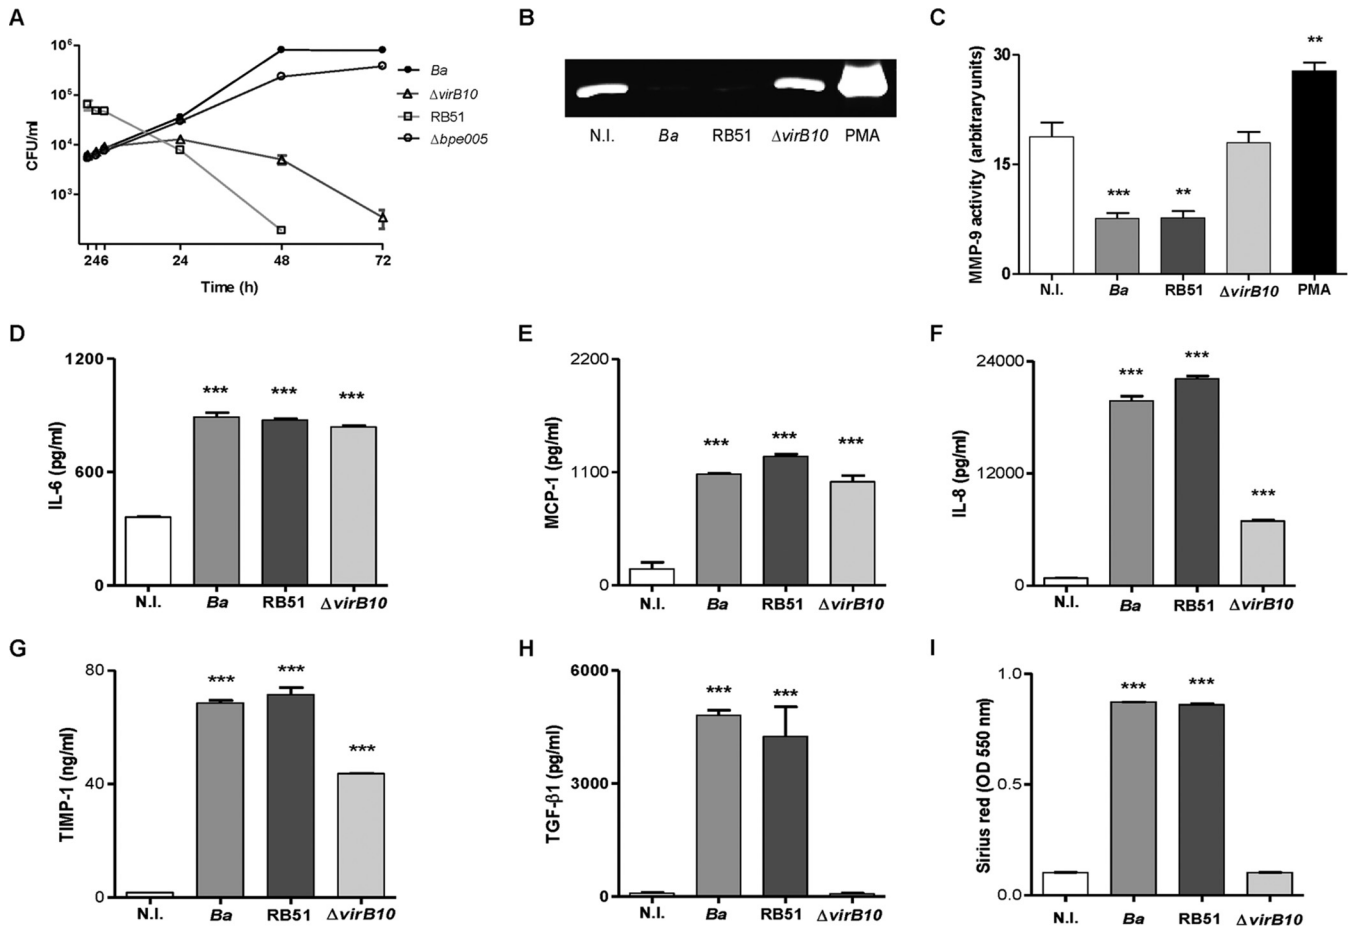 A
CFU/ml
10⁶
10⁵
10⁴
10³
2 4 6 24 48 72
Time (h)
Ba
ΔvirB10
RB51
Δbpe005
B
N.I. Ba RB51 ΔvirB10 PMA
C
MMP-9 activity (arbitrary units)
30
15
0
*** ** **
N.I. Ba RB51 ΔvirB10 PMA
D
IL-6 (pg/ml)
1200
600
0
*** *** ***
N.I. Ba RB51 ΔvirB10
E
MCP-1 (pg/ml)
2200
1100
0
*** *** ***
N.I. Ba RB51 ΔvirB10
F
IL-8 (pg/ml)
24000
12000
0
*** *** ***
N.I. Ba RB51 ΔvirB10
G
TIMP-1 (ng/ml)
80
40
0
*** *** ***
N.I. Ba RB51 ΔvirB10
H
TGF-β1 (pg/ml)
6000
3000
0
*** ***
N.I. Ba RB51 ΔvirB10
I
Sirius red (OD 550 nm)
1.0
0.5
0.0
*** ***
N.I. Ba RB51 ΔvirB10